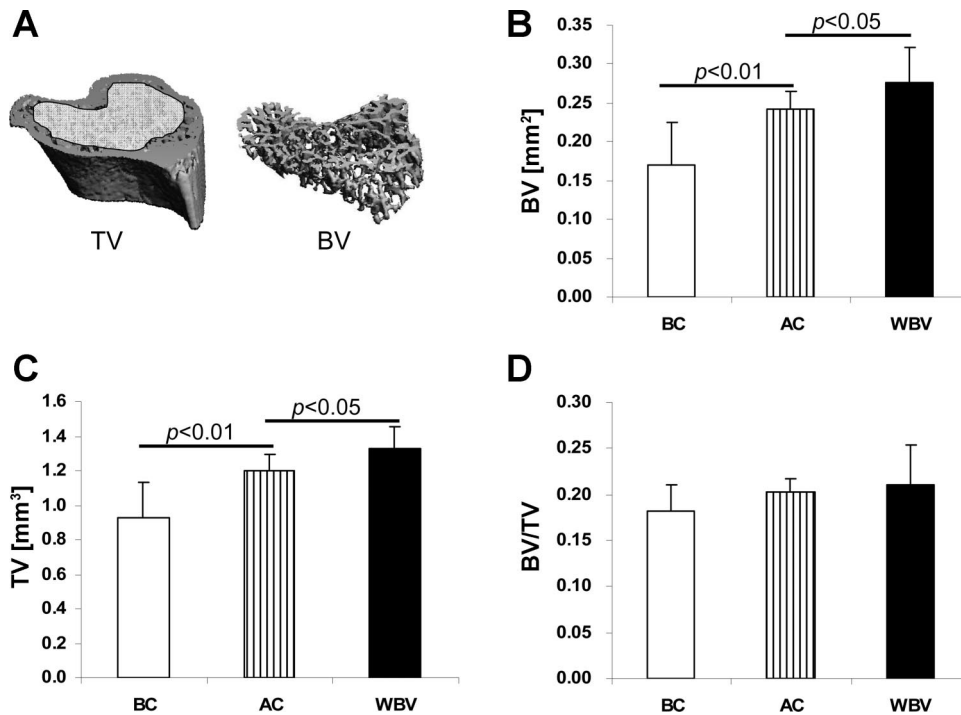 A
TV
BV
B
p<0.05
p<0.01
BV [mm²]
0.35
0.30
0.25
0.20
0.15
0.10
0.05
0.00
BC AC WBV
C
p<0.05
p<0.01
TV [mm³]
1.6
1.4
1.2
1.0
0.8
0.6
0.4
0.2
0.0
BC AC WBV
D
BV/TV
0.30
0.25
0.20
0.15
0.10
0.05
0.00
BC AC WBV